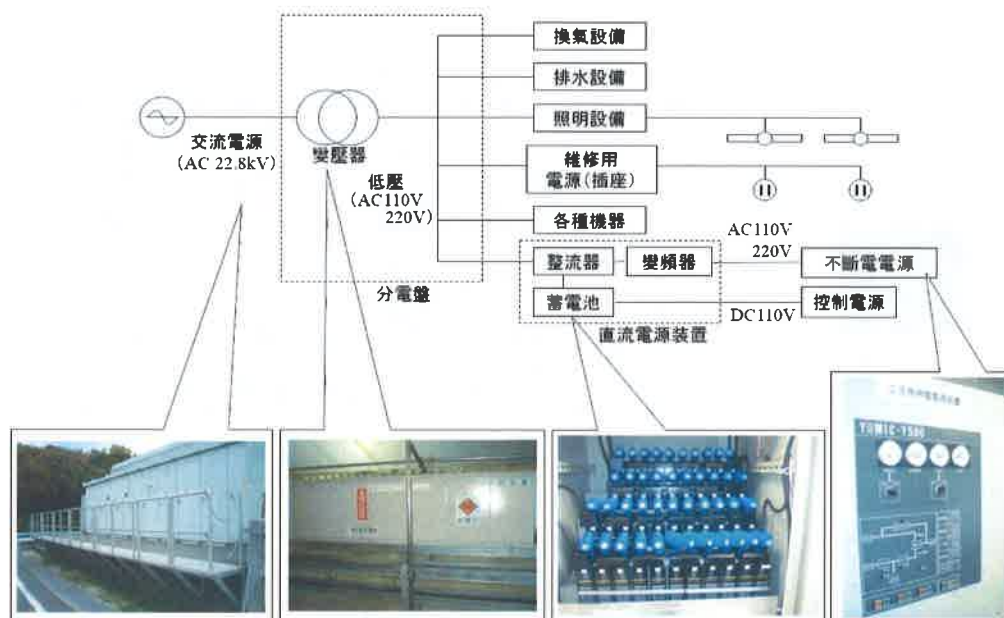 換氣設備
排水設備
照明設備
交流電源
(AC 22.8kV)
變壓器
低壓
(AC110V
220V)
維修用
電源(插座)
各種機器
AC110V
220V
整流器
變頻器
不斷電電源
分電盤
蓄電池
DC110V
控制電源
直流電源裝置
YUMIC-Y500